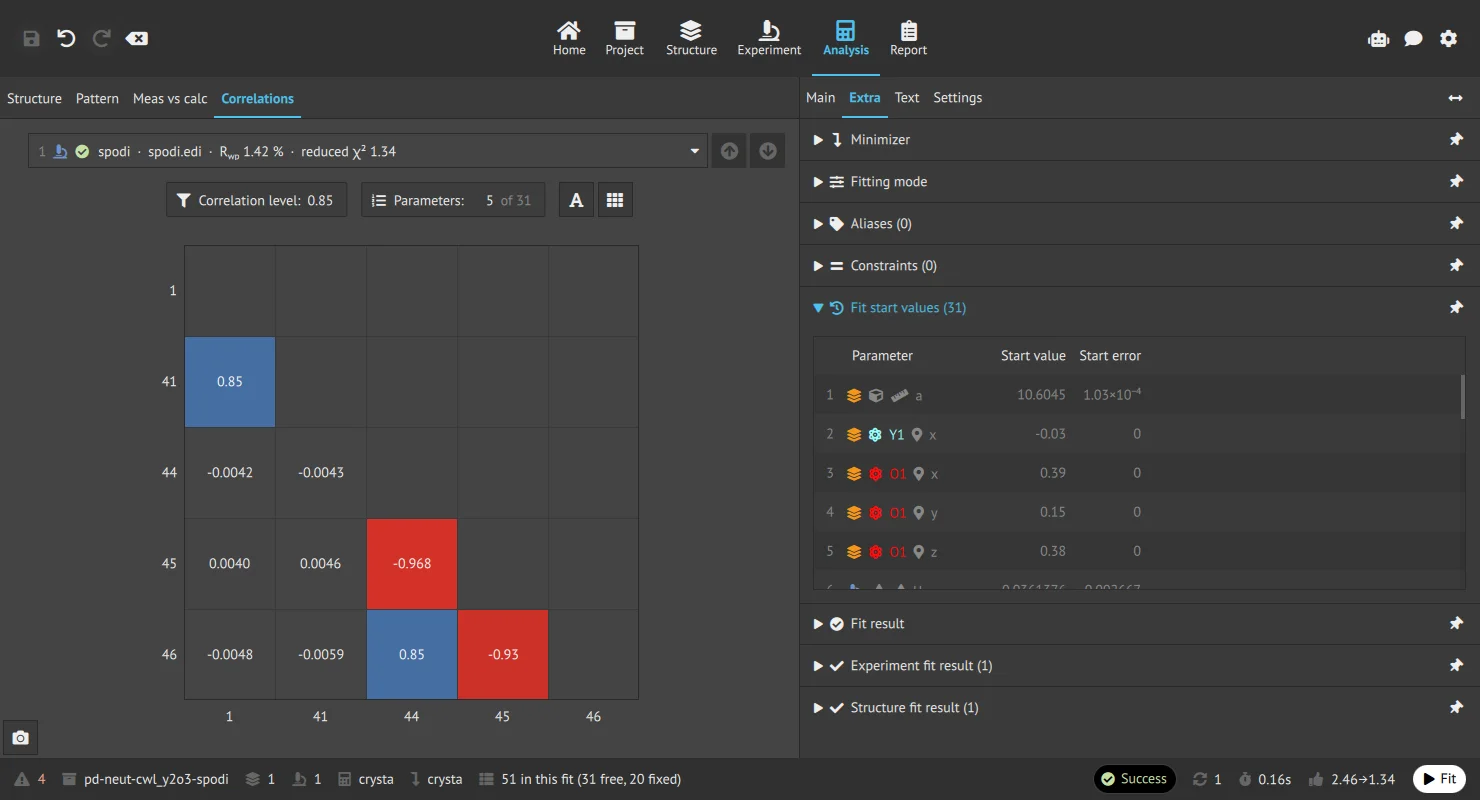 Home Project Structure Experiment Analysis Report
Structure Pattern Meas vs calc Correlations
1 spodi · spodi.edi · Rwp 1.42 % · reduced χ² 1.34
Correlation level: 0.85 Parameters: 5 of 31 A
1
41 0.85
44 -0.0042 -0.0043
45 0.0040 0.0046 -0.968
46 -0.0048 -0.0059 0.85 -0.93
1 41 44 45 46
Main Extra Text Settings
Minimizer
Fitting mode
Aliases (0)
Constraints (0)
Fit start values (31)
Parameter Start value Start error
1 a 10.6045 1.03×10⁻⁴
2 Y1 x -0.03 0
3 O1 x 0.39 0
4 O1 y 0.15 0
5 O1 z 0.38 0
Fit result
Experiment fit result (1)
Structure fit result (1)
4 pd-neut-cwl_y2o3-spodi 1 1 crysta crysta 51 in this fit (31 free, 20 fixed) Success 1 0.16s 2.46→1.34 Fit